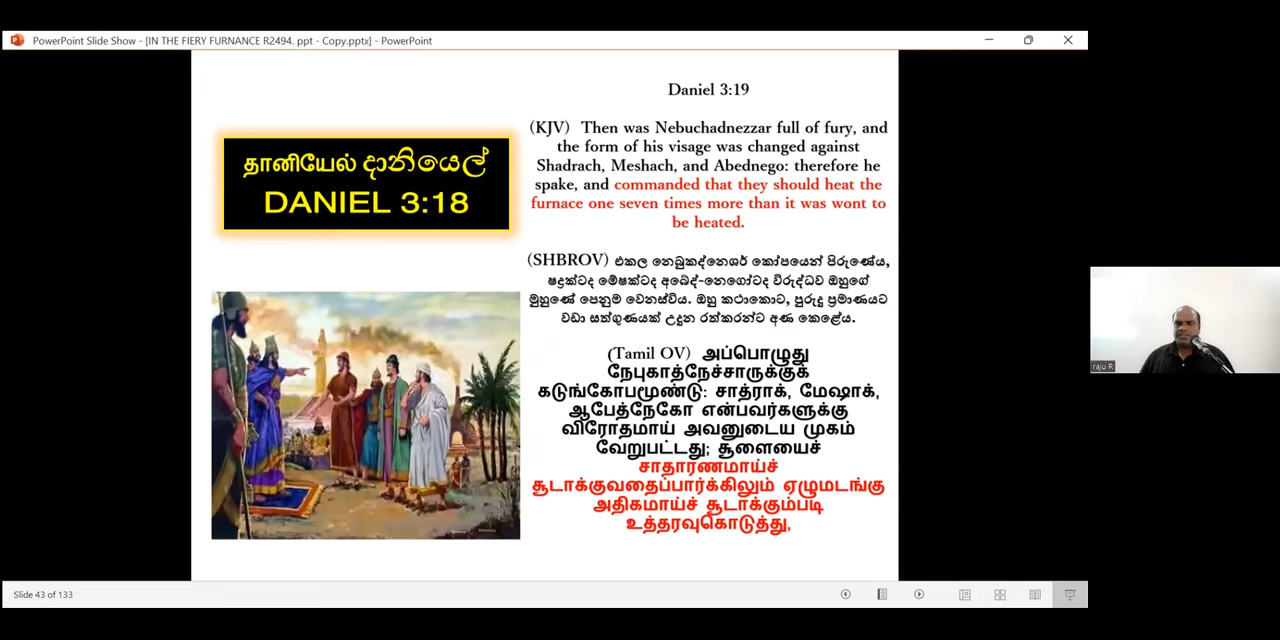 PowerPoint Slide Show - [IN THE FIERY FURNANCE R2494. ppt - Copy.pptx] - PowerPoint
தானியேல் දානියෙල්
DANIEL 3:18
Daniel 3:19
(KJV) Then was Nebuchadnezzar full of fury, and
the form of his visage was changed against
Shadrach, Meshach, and Abednego: therefore he
spake, and commanded that they should heat the
furnace one seven times more than it was wont to
be heated.
(SHBROV) එකල නෙබුකද්නෙශර් කෝපයෙන් පිරුණේය,
ෂද්‍රක්ටද මේෂක්ටද අබේද්-නෙගෝටද විරුද්ධව ඔහුගේ
මුහුණේ පෙනුම වෙනස්විය. ඔහු කථාකොට, පුරුදු ප්‍රමාණයට
වඩා සත්ගුණයක් උදුන රත්කරන්ට අණ කෙළේය.
(Tamil OV) அப்பொழுது
நேபுகாத்நேச்சாருக்குக்
கடுங்கோபமூண்டு: சாத்ராக், மேஷாக்,
ஆபேத்நேகோ என்பவர்களுக்கு
விரோதமாய் அவனுடைய முகம்
வேறுபட்டது; சூளையைச்
சாதாரணமாய்ச்
சூடாக்குவதைப்பார்க்கிலும் ஏழுமடங்கு
அதிகமாய்ச் சூடாக்கும்படி
உத்தரவுகொடுத்து,
raju R
Slide 43 of 133